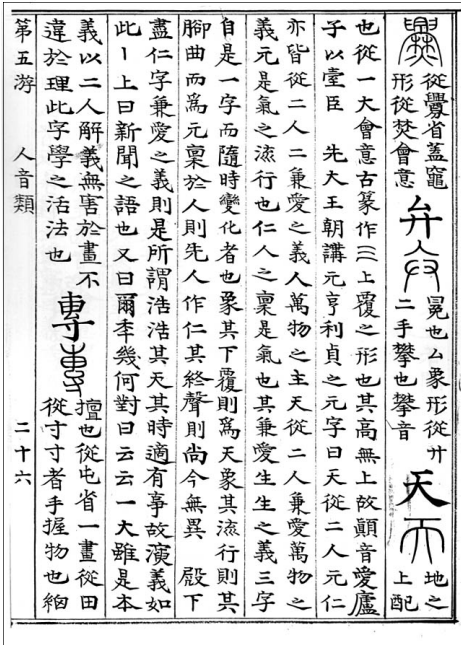 從釁省蓋竈
形從焚會意
弁
冕也厶象形從廾
二手攀也攀音
天
地之
上配
也從一大會意古篆作上覆之形也其高無上故顚音愛廬
子以臺臣　先大王朝講元亨利貞之元字曰天從二人元仁
亦皆從二人二兼愛之義人萬物之主天從二人兼愛萬物之
義元是氣之流行也仁人之稟是氣也其兼愛生生之義三字
自是一字而隨時變化者也象其下覆則爲天象其流行則其
腳曲而爲元稟於人則先人作仁其終聲則尚今無異　殿下
盡仁字兼愛之義則是所謂浩浩其天其時適有事故演義如
此丨上曰新聞之語也又曰爾年幾何對曰云云一大雖是本
義以二人解義無害於畫不
違於理此字學之活法也
專
擅也從屯省一畫從田
從寸寸者手握物也紬
第五游　人音類　二十六